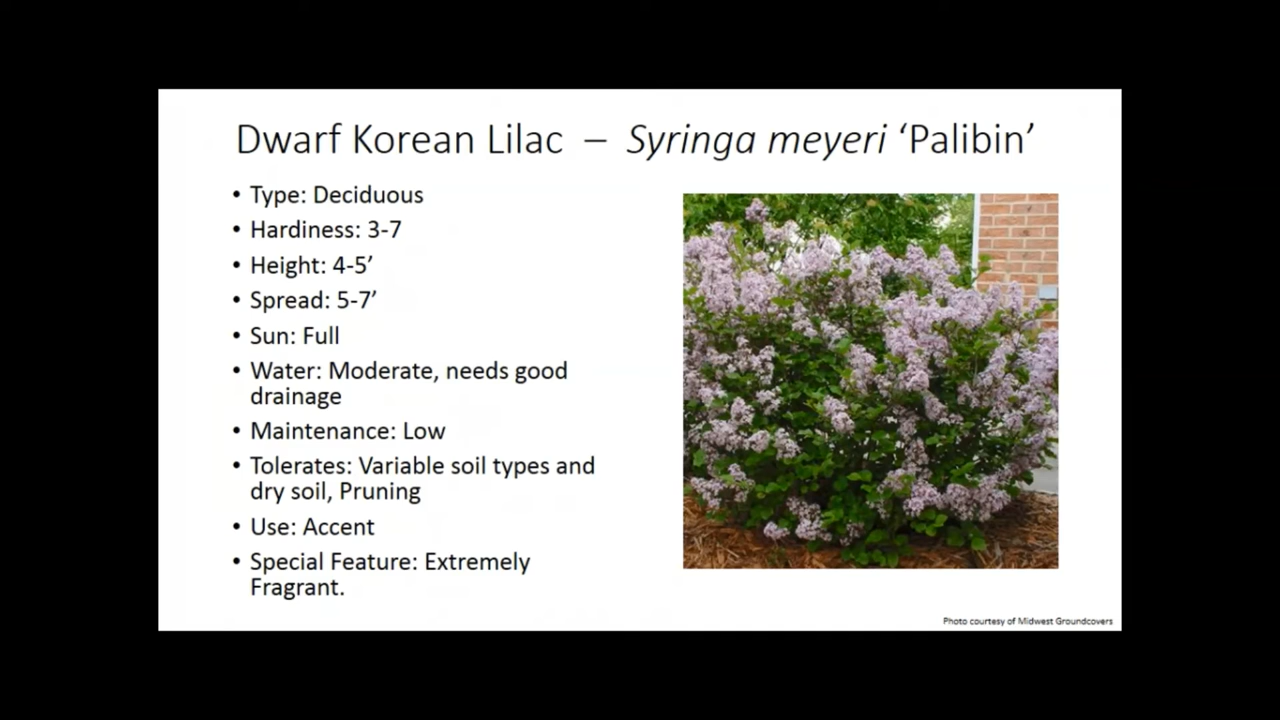 Dwarf Korean Lilac – Syringa meyeri ‘Palibin’
• Type: Deciduous
• Hardiness: 3-7
• Height: 4-5’
• Spread: 5-7’
• Sun: Full
• Water: Moderate, needs good
drainage
• Maintenance: Low
• Tolerates: Variable soil types and
dry soil, Pruning
• Use: Accent
• Special Feature: Extremely
Fragrant.
Photo courtesy of Midwest Groundcovers